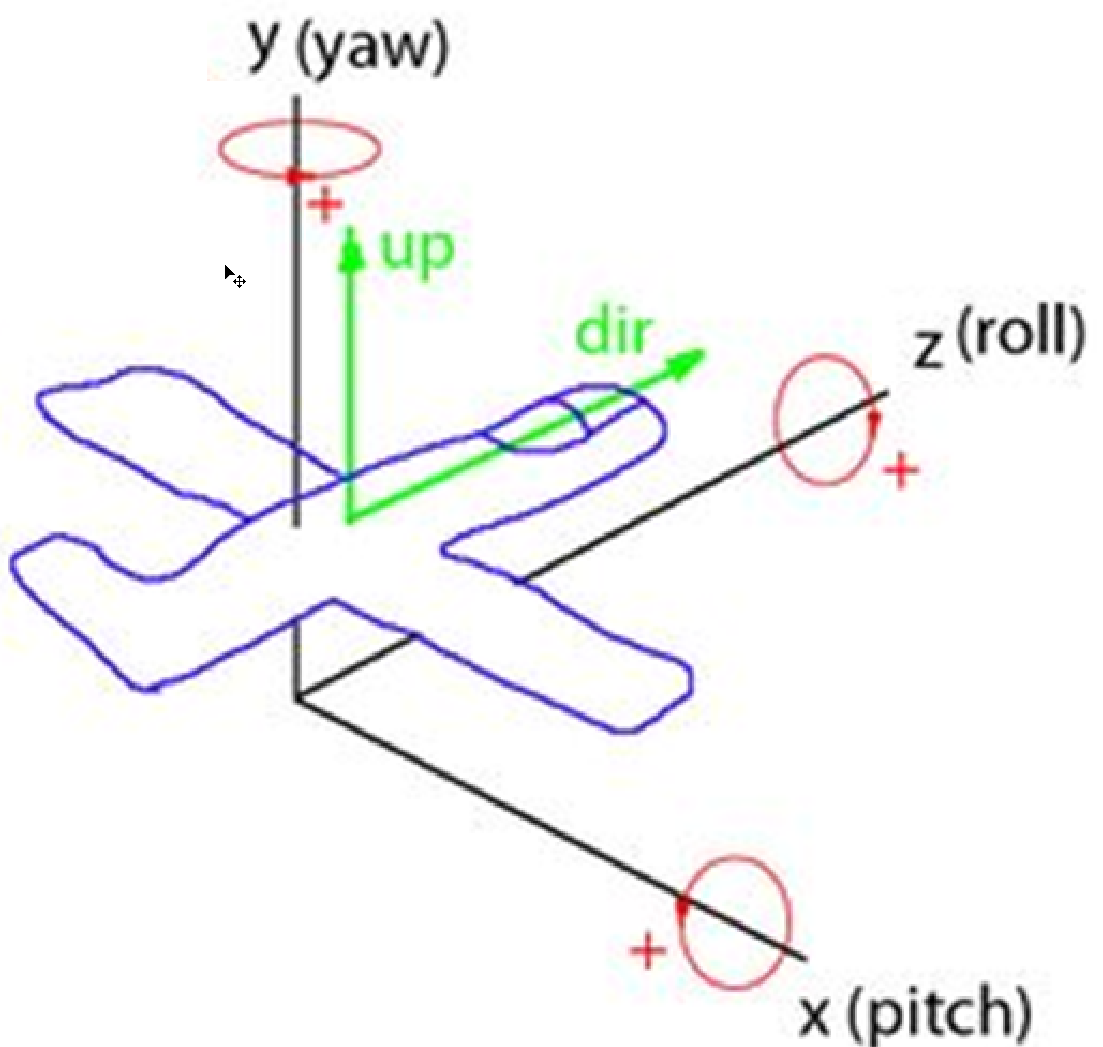 y (yaw)
+
up
dir
z (roll)
+
+
x (pitch)